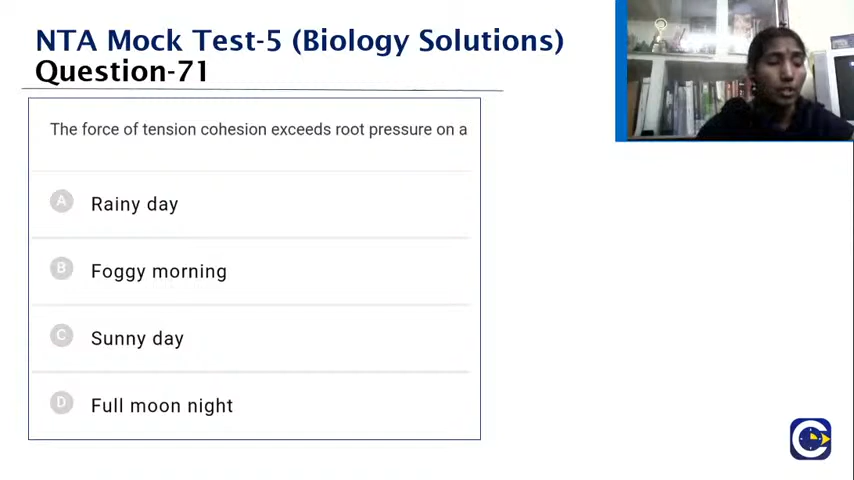 NTA Mock Test-5 (Biology Solutions)
Question-71
The force of tension cohesion exceeds root pressure on a
A Rainy day
B Foggy morning
C Sunny day
D Full moon night